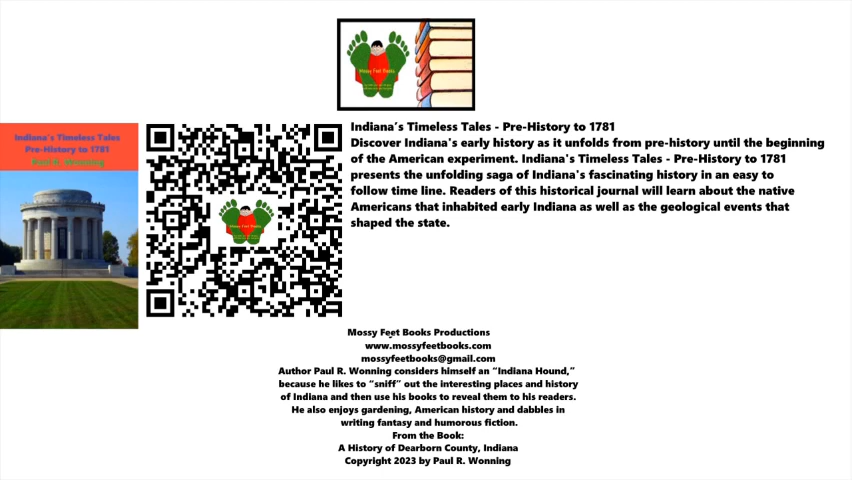 Mossy Feet Books
Indiana's Timeless Tales
Pre-History to 1781
Paul R. Wonning
Mossy Feet Books
Indiana's Timeless Tales - Pre-History to 1781
Discover Indiana's early history as it unfolds from pre-history until the beginning
of the American experiment. Indiana's Timeless Tales - Pre-History to 1781
presents the unfolding saga of Indiana's fascinating history in an easy to
follow time line. Readers of this historical journal will learn about the native
Americans that inhabited early Indiana as well as the geological events that
shaped the state.
Mossy Feet Books Productions
www.mossyfeetbooks.com
mossyfeetbooks@gmail.com
Author Paul R. Wonning considers himself an “Indiana Hound,”
because he likes to “sniff” out the interesting places and history
of Indiana and then use his books to reveal them to his readers.
He also enjoys gardening, American history and dabbles in
writing fantasy and humorous fiction.
From the Book:
A History of Dearborn County, Indiana
Copyright 2023 by Paul R. Wonning